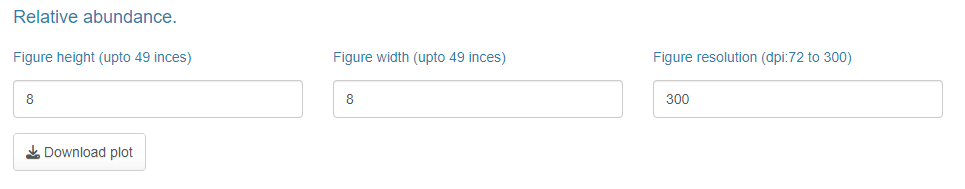 Relative abundance.
Figure height (upto 49 inces)
Figure width (upto 49 inces)
Figure resolution (dpi:72 to 300)
8
8
300
Download plot